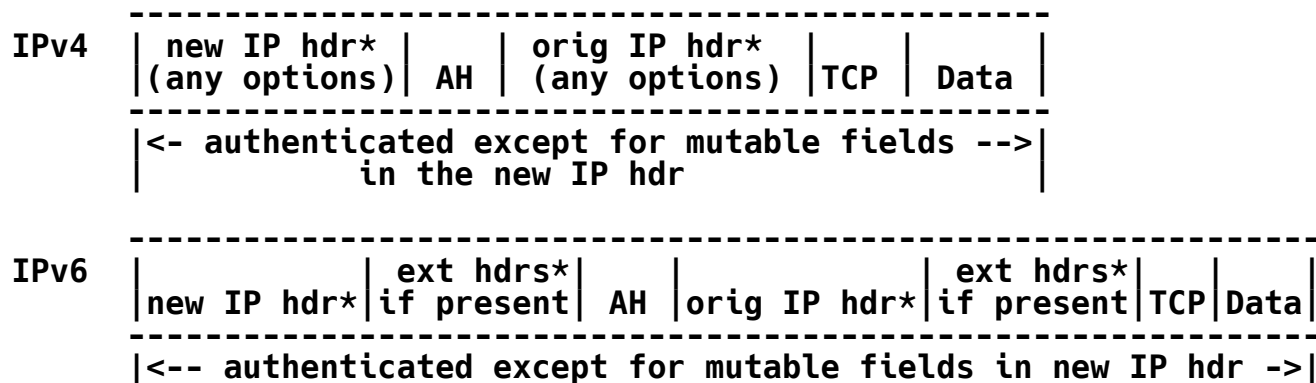 ------------------------------------------------
IPv4  | new IP hdr* |    | orig IP hdr*  |    |      |
      |(any options)| AH | (any options) |TCP | Data |
------------------------------------------------
|<- authenticated except for mutable fields -->|
|           in the new IP hdr                  |
--------------------------------------------------------------
IPv6  |           | ext hdrs*|    |            | ext hdrs*|   |    |
      |new IP hdr*|if present| AH |orig IP hdr*|if present|TCP|Data|
--------------------------------------------------------------
|<-- authenticated except for mutable fields in new IP hdr ->|